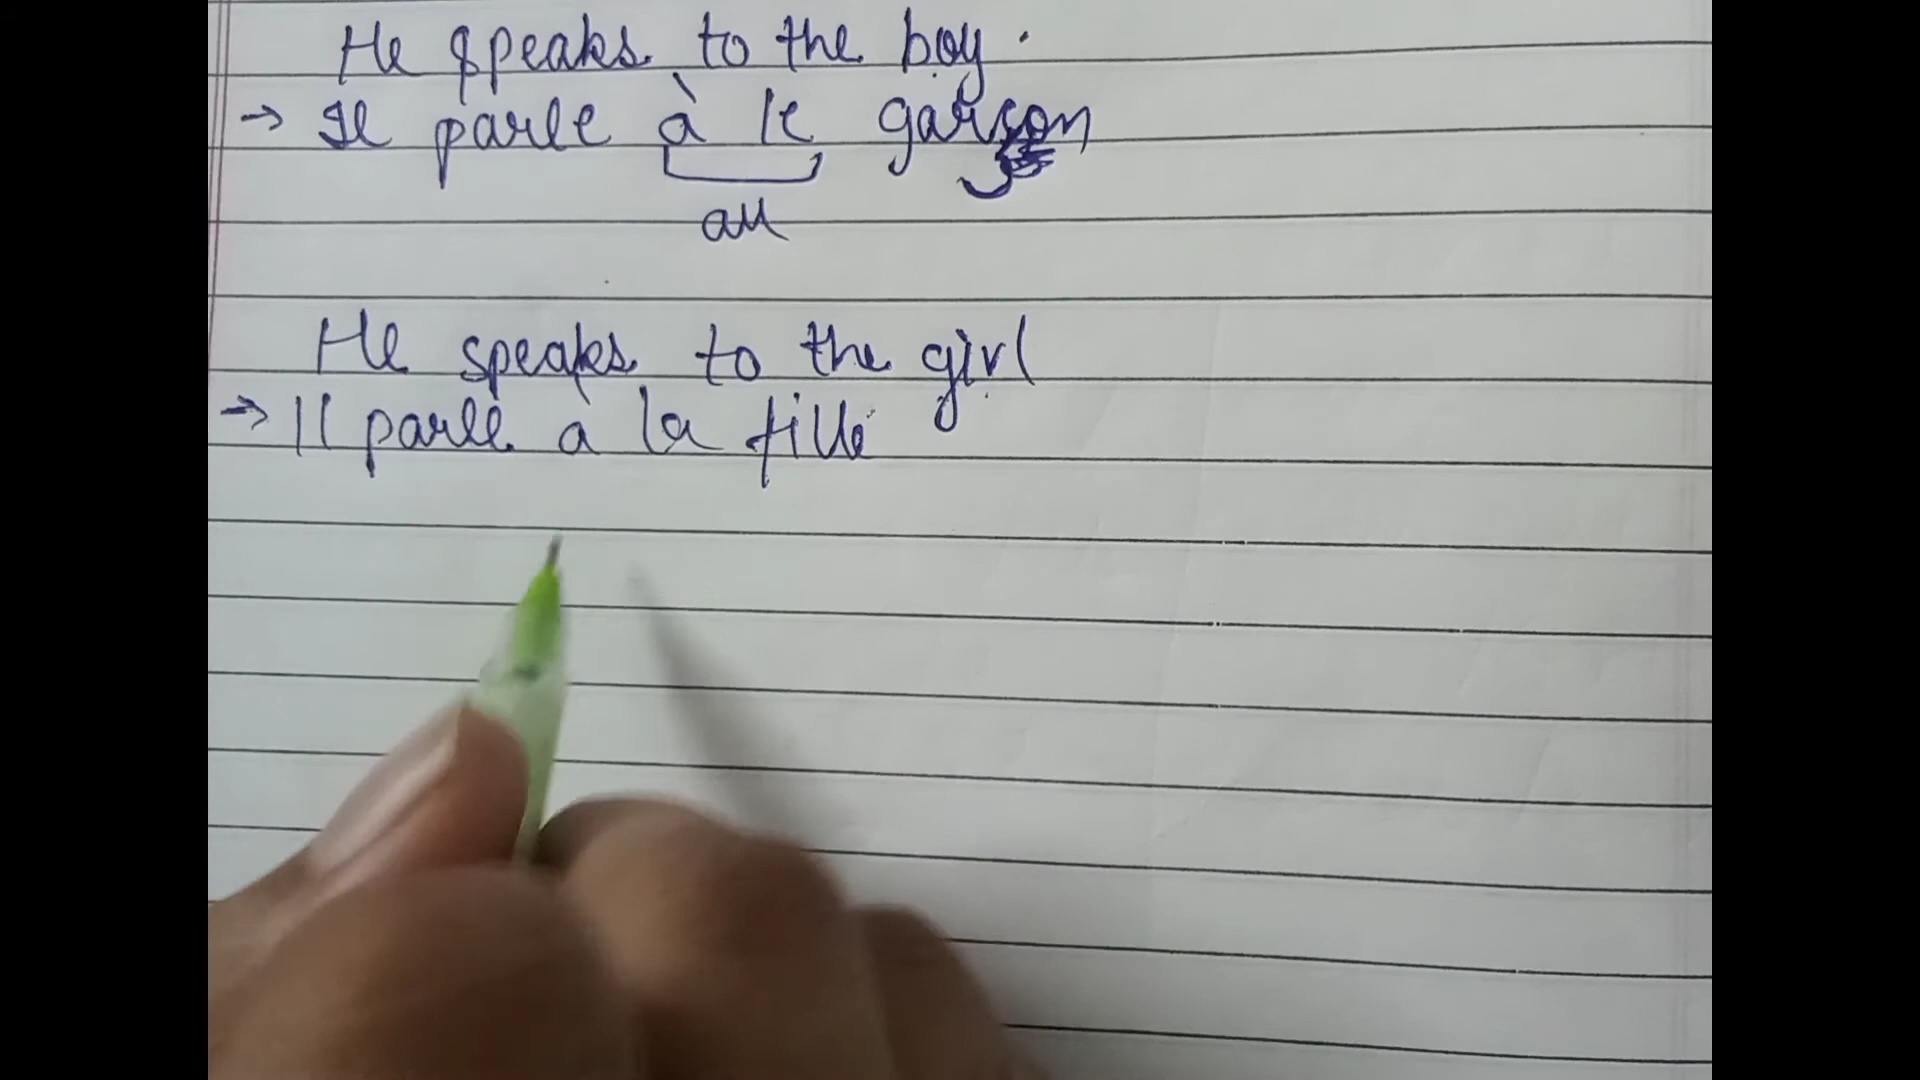 He speaks to the boy.
→ Il parle à le garçon
au
He speaks to the girl
→ Il parle à la fille